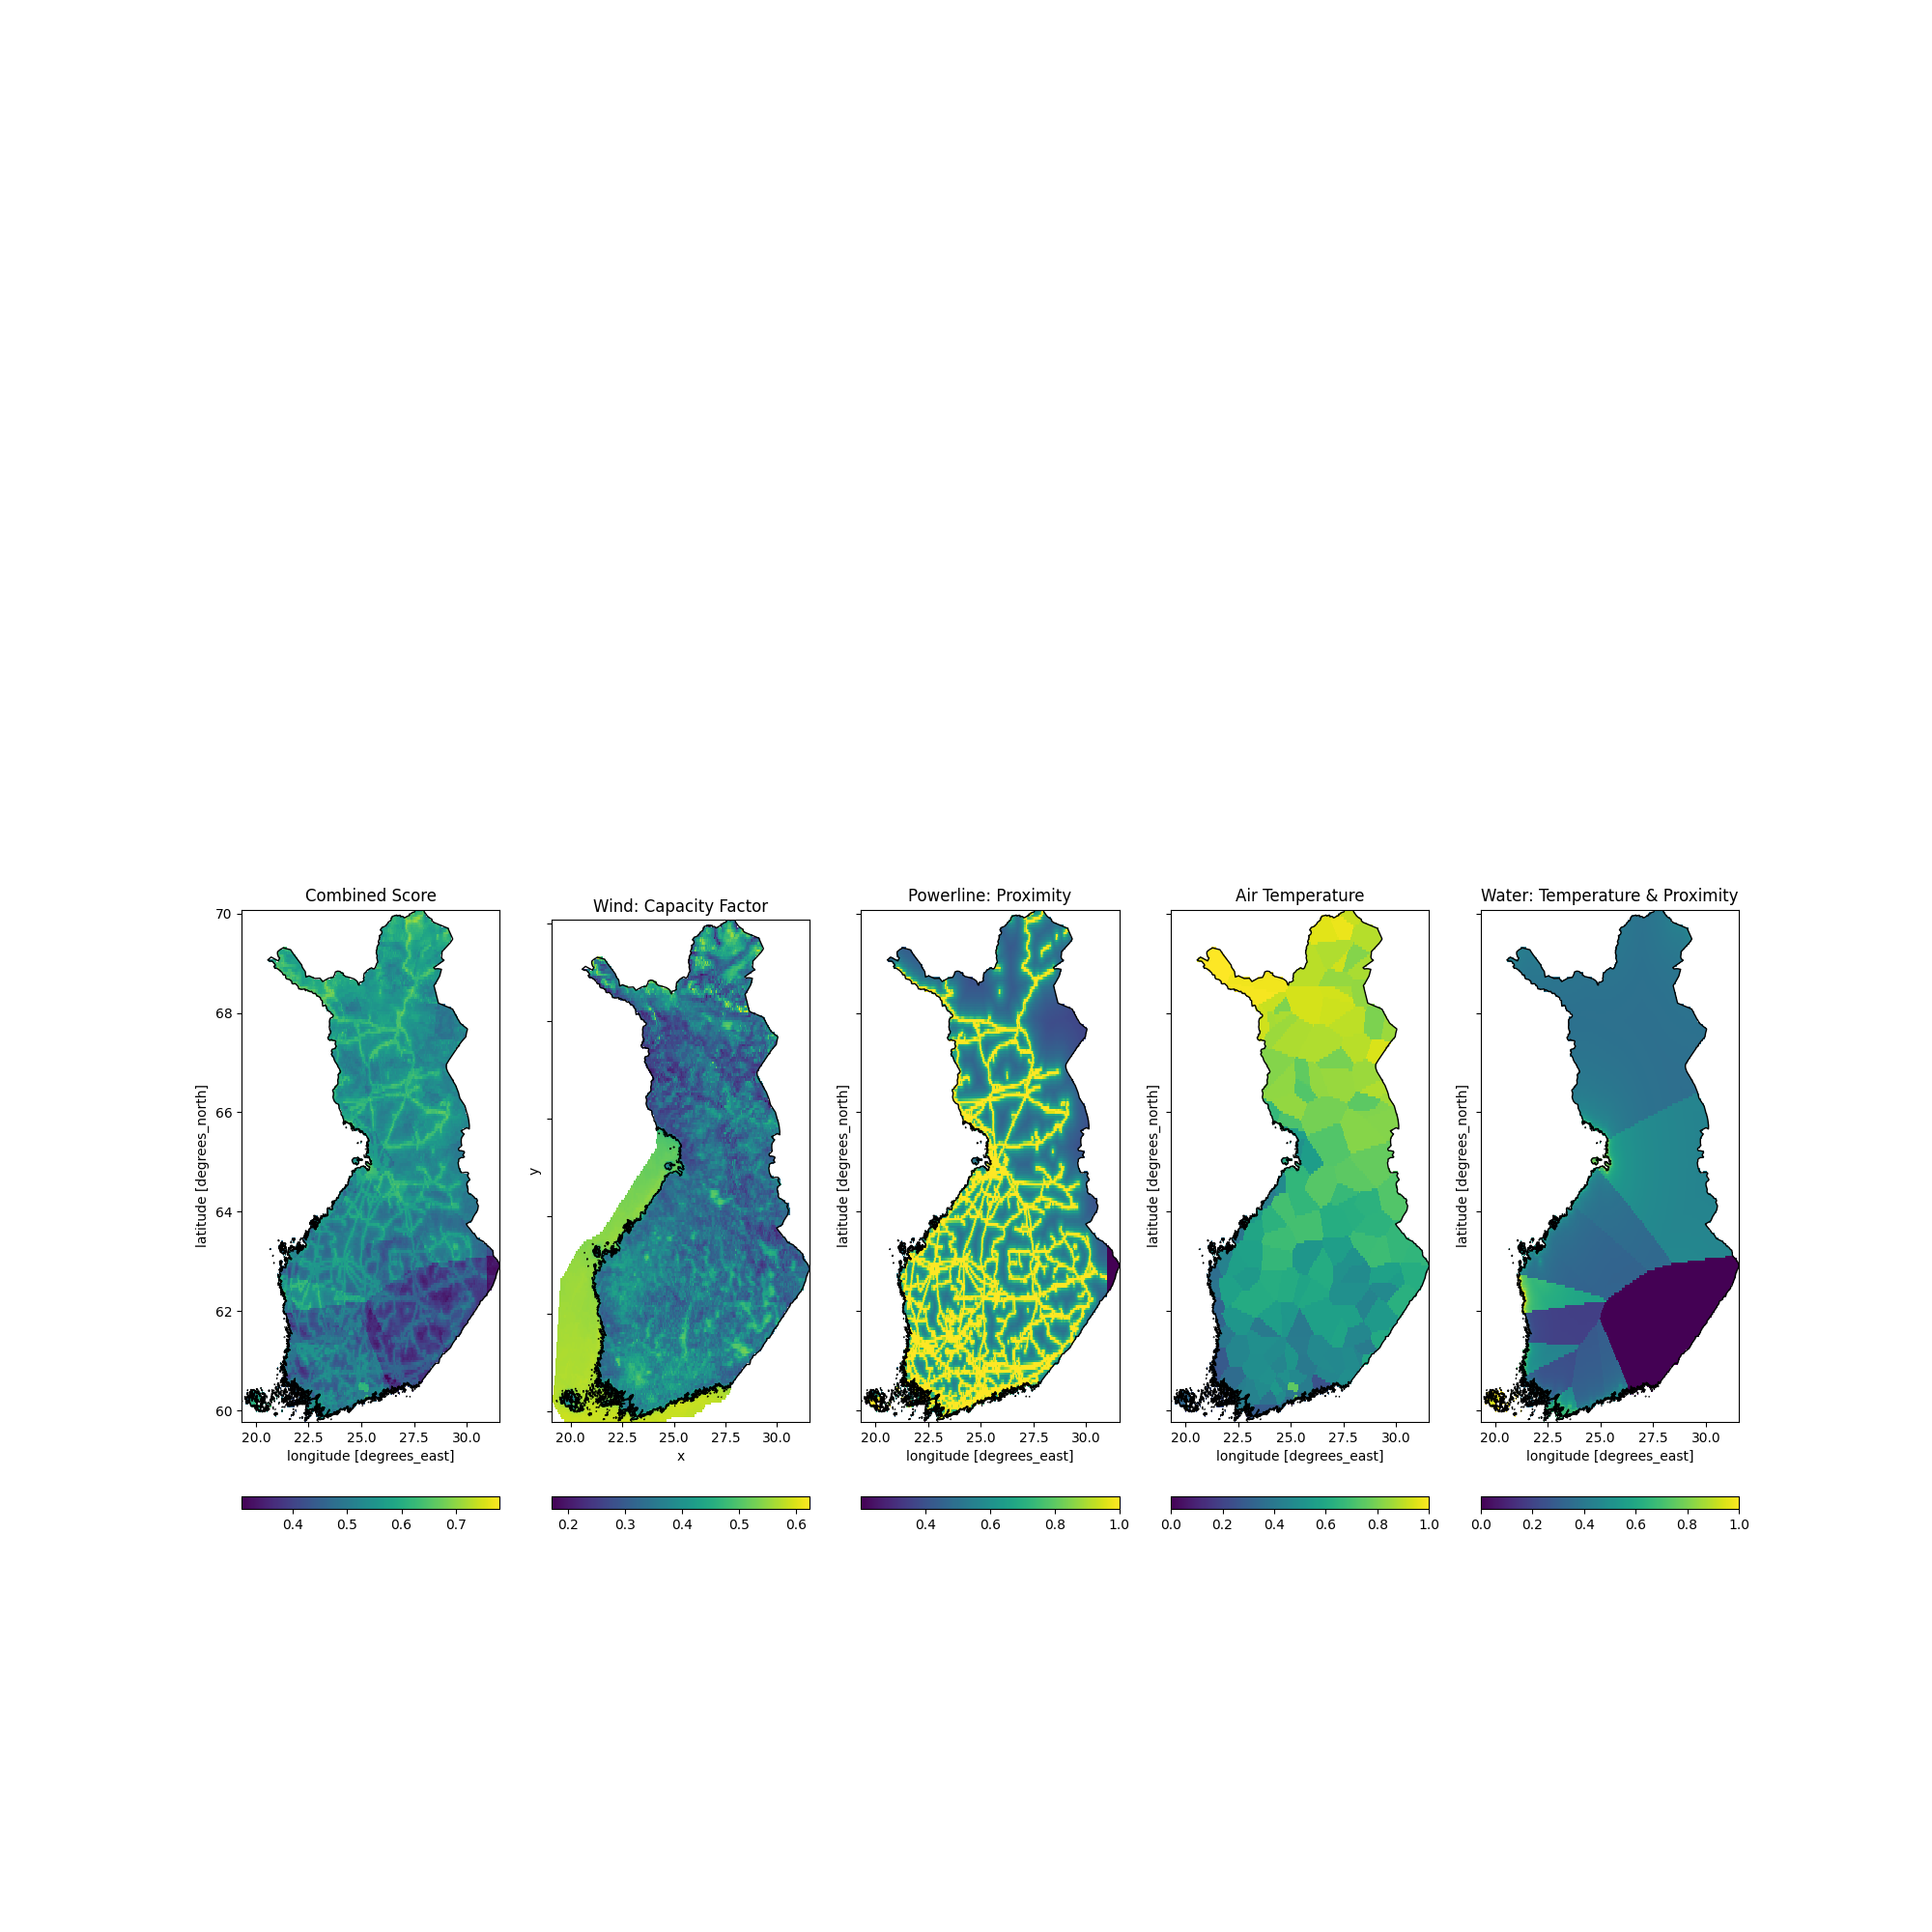 Combined Score
Wind: Capacity Factor
Powerline: Proximity
Air Temperature
Water: Temperature & Proximity
70
68
66
64
62
60
latitude [degrees_north]
y
latitude [degrees_north]
latitude [degrees_north]
latitude [degrees_north]
20.0 22.5 25.0 27.5 30.0
longitude [degrees_east]
20.0 22.5 25.0 27.5 30.0
x
20.0 22.5 25.0 27.5 30.0
longitude [degrees_east]
20.0 22.5 25.0 27.5 30.0
longitude [degrees_east]
20.0 22.5 25.0 27.5 30.0
longitude [degrees_east]
0.4 0.5 0.6 0.7
0.2 0.3 0.4 0.5 0.6
0.4 0.6 0.8 1.0
0.0 0.2 0.4 0.6 0.8 1.0
0.0 0.2 0.4 0.6 0.8 1.0